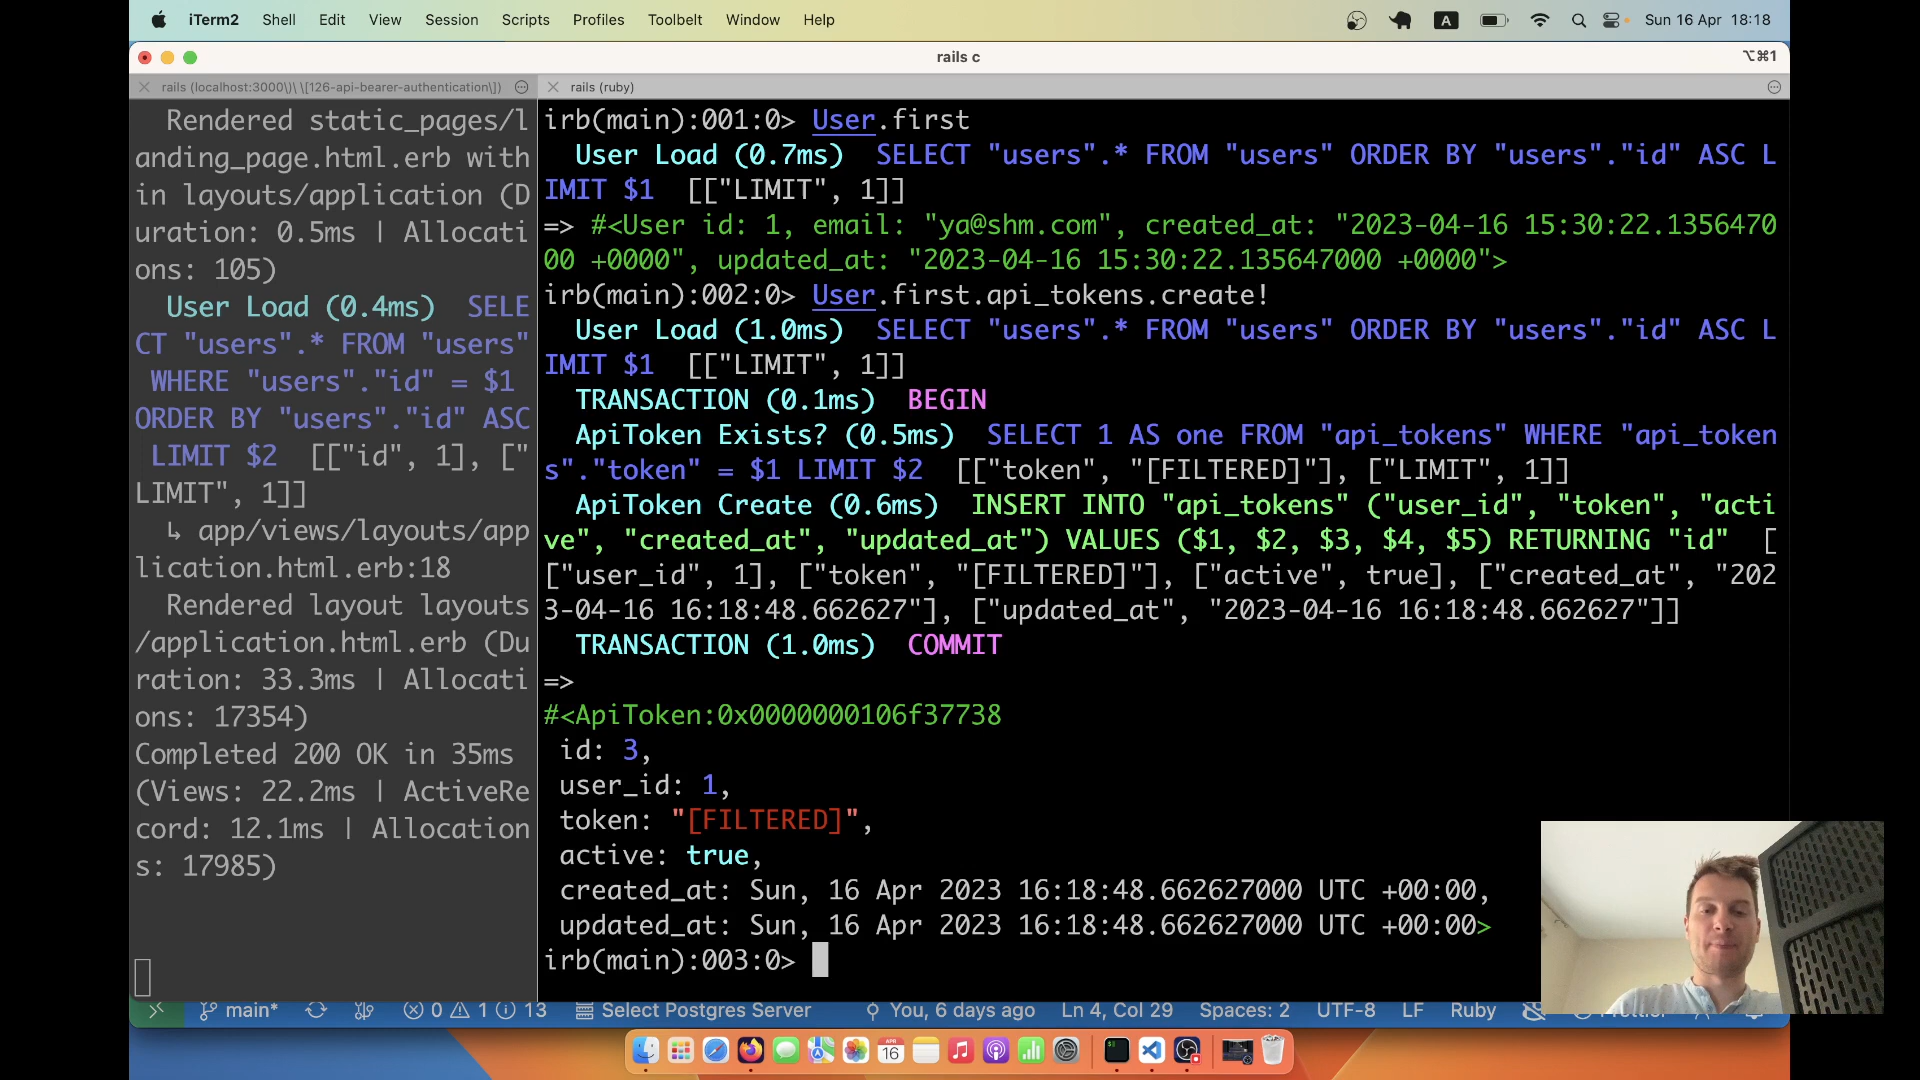 iTerm2 Shell Edit View Session Scripts Profiles Toolbelt Window Help A Sun 16 Apr 18:18
rails c ⌥⌘1
rails (localhost:3000\)\ \[126-api-bearer-authentication\])
rails (ruby)
Rendered static_pages/l
anding_page.html.erb with
in layouts/application (D
uration: 0.5ms | Allocati
ons: 105)
User Load (0.4ms) SELE
CT "users".* FROM "users"
WHERE "users"."id" = $1
ORDER BY "users"."id" ASC
LIMIT $2 [["id", 1], ["
LIMIT", 1]]
↳ app/views/layouts/app
lication.html.erb:18
Rendered layout layouts
/application.html.erb (Du
ration: 33.3ms | Allocati
ons: 17354)
Completed 200 OK in 35ms
(Views: 22.2ms | ActiveRe
cord: 12.1ms | Allocation
s: 17985)
irb(main):001:0> User.first
User Load (0.7ms) SELECT "users".* FROM "users" ORDER BY "users"."id" ASC L
IMIT $1 [["LIMIT", 1]]
=> #<User id: 1, email: "ya@shm.com", created_at: "2023-04-16 15:30:22.1356470
00 +0000", updated_at: "2023-04-16 15:30:22.135647000 +0000">
irb(main):002:0> User.first.api_tokens.create!
User Load (1.0ms) SELECT "users".* FROM "users" ORDER BY "users"."id" ASC L
IMIT $1 [["LIMIT", 1]]
TRANSACTION (0.1ms) BEGIN
ApiToken Exists? (0.5ms) SELECT 1 AS one FROM "api_tokens" WHERE "api_token
s"."token" = $1 LIMIT $2 [["token", "[FILTERED]"], ["LIMIT", 1]]
ApiToken Create (0.6ms) INSERT INTO "api_tokens" ("user_id", "token", "acti
ve", "created_at", "updated_at") VALUES ($1, $2, $3, $4, $5) RETURNING "id" [
["user_id", 1], ["token", "[FILTERED]"], ["active", true], ["created_at", "202
3-04-16 16:18:48.662627"], ["updated_at", "2023-04-16 16:18:48.662627"]]
TRANSACTION (1.0ms) COMMIT
=>
#<ApiToken:0x0000000106f37738
id: 3,
user_id: 1,
token: "[FILTERED]",
active: true,
created_at: Sun, 16 Apr 2023 16:18:48.662627000 UTC +00:00,
updated_at: Sun, 16 Apr 2023 16:18:48.662627000 UTC +00:00>
irb(main):003:0>
main* 0 1 13 Select Postgres Server You, 6 days ago Ln 4, Col 29 Spaces: 2 UTF-8 LF Ruby
APR
16